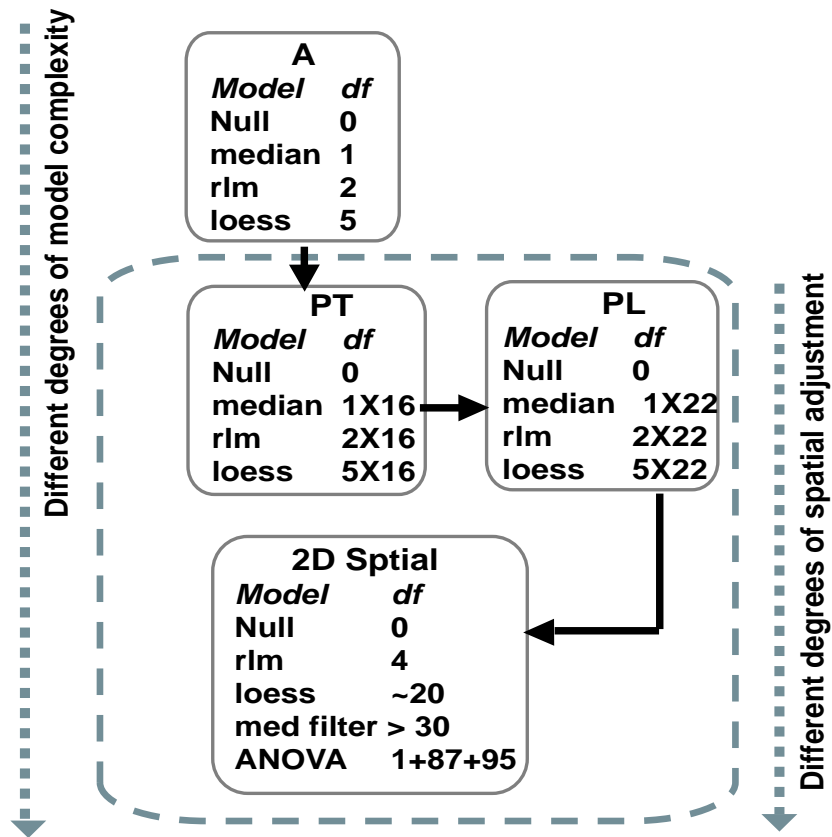 Different degrees of model complexity
A
Model df
Null 0
median 1
rlm 2
loess 5
PT
Model df
Null 0
median 1X16
rlm 2X16
loess 5X16
PL
Model df
Null 0
median 1X22
rlm 2X22
loess 5X22
2D Sptial
Model df
Null 0
rlm 4
loess ~20
med filter > 30
ANOVA 1+87+95
Different degrees of spatial adjustment